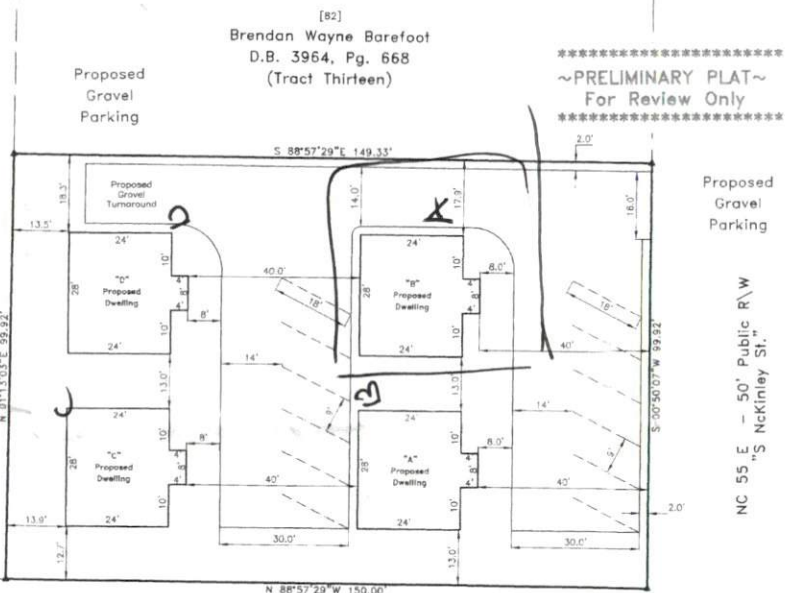 [82]
Brendan Wayne Barefoot
D.B. 3964, Pg. 668
(Tract Thirteen)
Proposed
Gravel
Parking
**********************
~PRELIMINARY PLAT~
For Review Only
**********************
S 88°57'29"E 149.33'
2.0'
Proposed
Gravel
Parking
18.3'
Proposed
Gravel
Turnaround
D
14.0'
A
17.9'
18.0'
13.5'
24'
10'
28'
"D"
Proposed
Dwelling
4'
8'
4'
8'
10'
24'
40.0'
18'
24'
10'
28'
"B"
Proposed
Dwelling
4'
8'
4'
8.0'
10'
24'
40'
18'
N 01°13'03"E 99.92'
S 00°50'07"W 99.92'
NC 55 E - 50' Public R\W
"S McKinley St."
13.0'
14'
9'
B
13.0'
14'
9'
C
24'
10'
28'
"C"
Proposed
Dwelling
4'
8'
4'
8'
10'
24'
40'
24'
10'
28'
"A"
Proposed
Dwelling
4'
8'
4'
8.0'
10'
24'
40'
13.9'
12.7'
30.0'
13.0'
30.0'
2.0'
N 88°57'29"W 150.00'